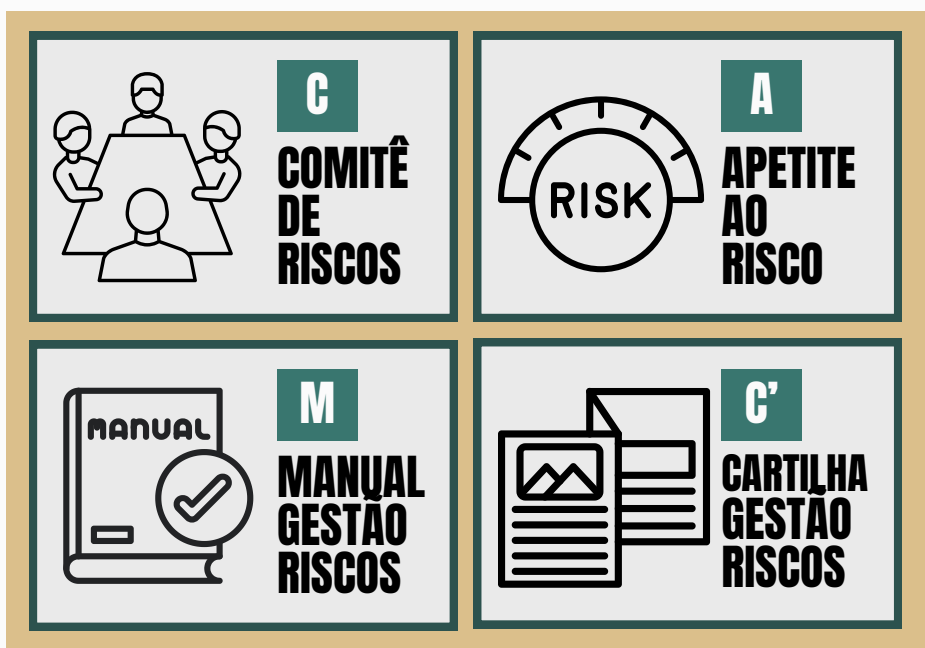 C
COMITÊ
DE
RISCOS
RISK
A
APETITE
AO
RISCO
MANUAL
M
MANUAL
GESTÃO
RISCOS
C’
CARTILHA
GESTÃO
RISCOS